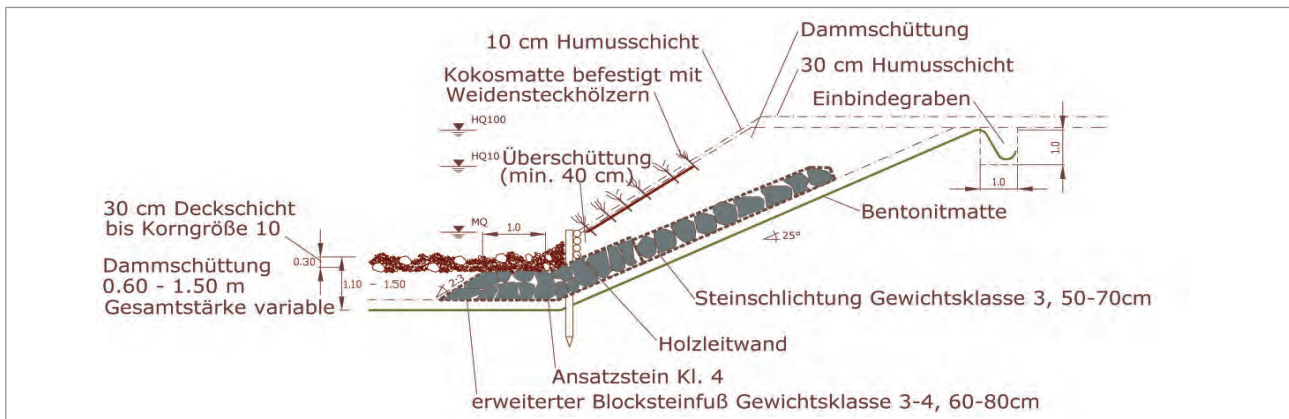 Dammschüttung
10 cm Humusschicht
30 cm Humusschicht
Kokosmatte befestigt mit
Weidensteckhölzern
Einbindegraben
HQ100
1.0
HQ10
Überschüttung
(min. 40 cm)
1.0
30 cm Deckschicht
bis Korngröße 10
MQ
1.0
Bentonitmatte
25°
0.30
Dammschüttung
0.60 - 1.50 m
Gesamtstärke variable
1.10 - 1.50
2:3
Steinschlichtung Gewichtsklasse 3, 50-70cm
Holzleitwand
Ansatzstein Kl. 4
erweiterter Blocksteinfuß Gewichtsklasse 3-4, 60-80cm